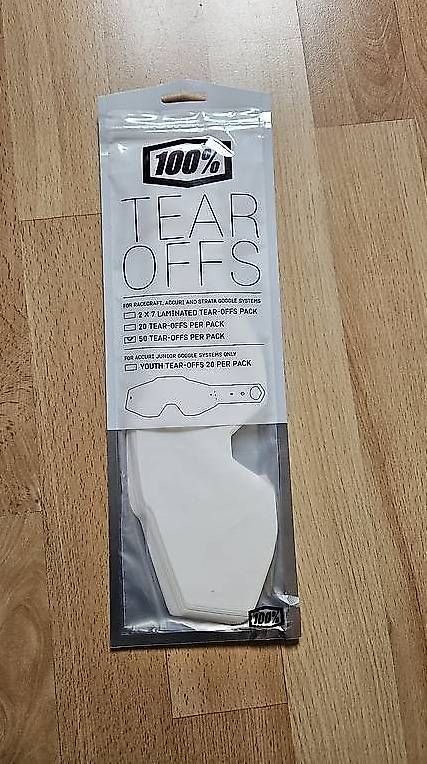 100%
TEAR
OFFS
FOR RACECRAFT, ACCURI AND STRATA GOGGLE SYSTEMS
2 X 7 LAMINATED TEAR-OFFS PACK
20 TEAR-OFFS PER PACK
50 TEAR-OFFS PER PACK
FOR ACCURI JUNIOR GOGGLE SYSTEMS ONLY
YOUTH TEAR-OFFS 20 PER PACK
100%